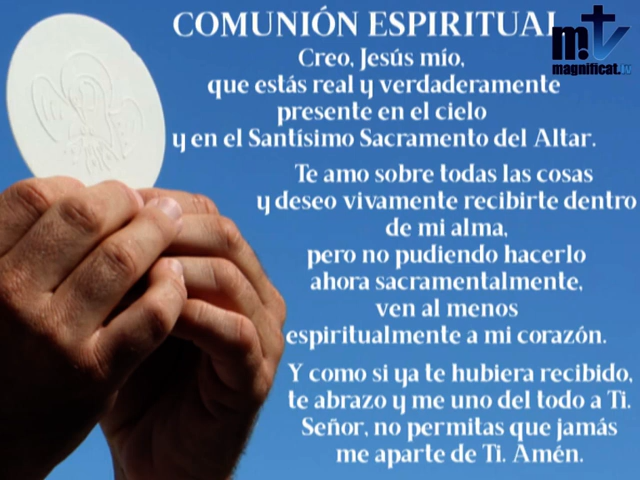 COMUNIÓN ESPIRITUAL
Creo, Jesús mío,
que estás real y verdaderamente
presente en el cielo
y en el Santísimo Sacramento del Altar.
Te amo sobre todas las cosas
y deseo vivamente recibirte dentro
de mi alma,
pero no pudiendo hacerlo
ahora sacramentalmente,
ven al menos
espiritualmente a mi corazón.
Y como si ya te hubiera recibido,
te abrazo y me uno del todo a Ti.
Señor, no permitas que jamás
me aparte de Ti. Amén.
mtv
magnificat.tv